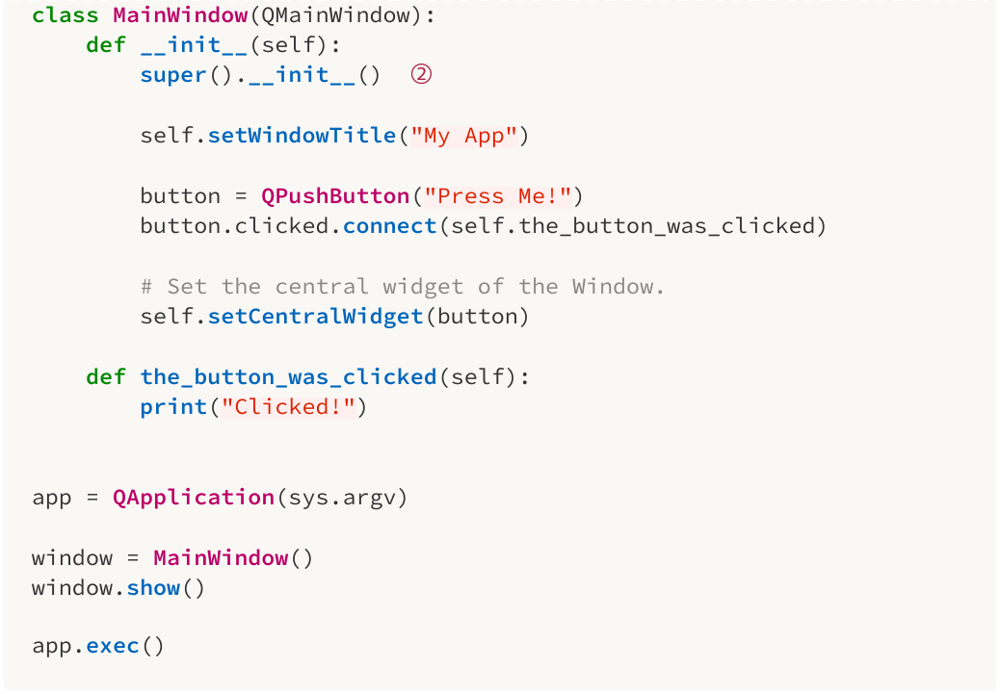 class MainWindow(QMainWindow):
    def __init__(self):
        super().__init__()  ②
        self.setWindowTitle("My App")
        button = QPushButton("Press Me!")
        button.clicked.connect(self.the_button_was_clicked)
        # Set the central widget of the Window.
        self.setCentralWidget(button)
    def the_button_was_clicked(self):
        print("Clicked!")
app = QApplication(sys.argv)
window = MainWindow()
window.show()
app.exec()